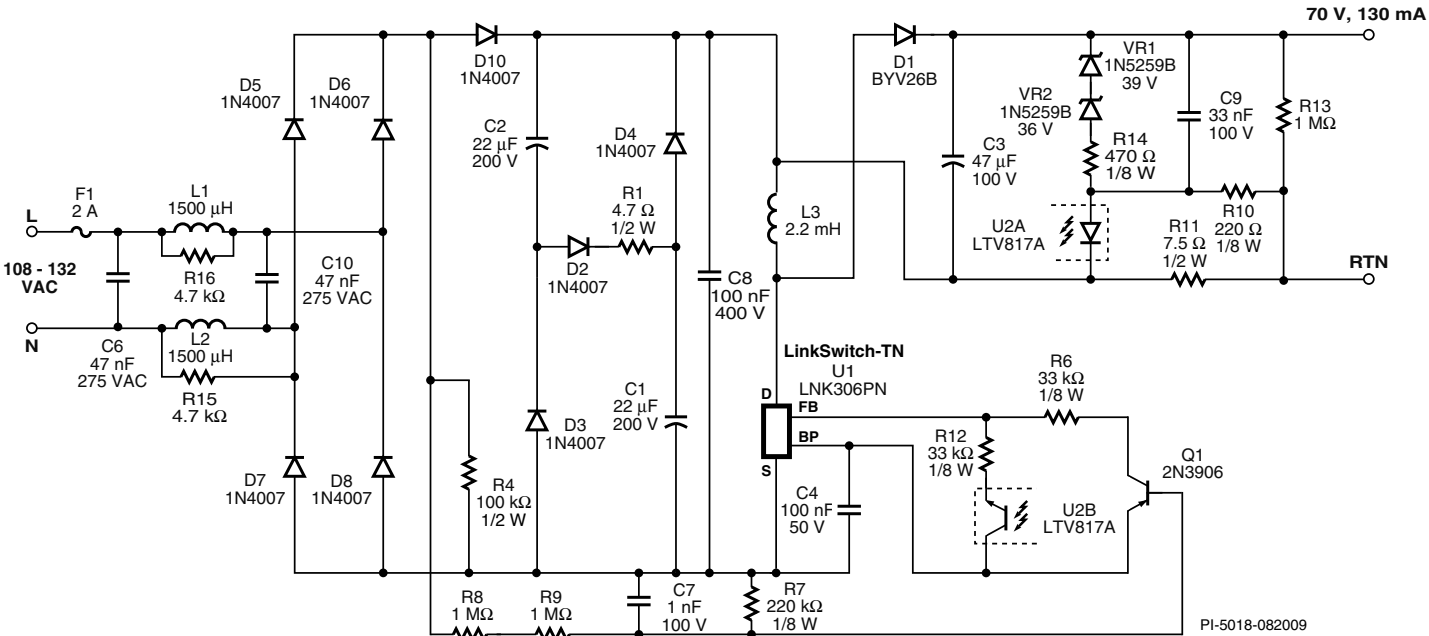 70 V, 130 mA
D10
1N4007
D1
BYV26B
VR1
1N5259B
39 V
D5
1N4007
D6
1N4007
VR2
1N5259B
36 V
C9
33 nF
100 V
R13
1 MΩ
C2
22 µF
200 V
D4
1N4007
C3
47 µF
100 V
R14
470 Ω
1/8 W
F1
2 A
L1
1500 µH
R1
4.7 Ω
1/2 W
L3
2.2 mH
L
U2A
LTV817A
R10
220 Ω
1/8 W
R11
7.5 Ω
1/2 W
108 - 132
VAC
R16
4.7 kΩ
C10
47 nF
275 VAC
D2
1N4007
C8
100 nF
400 V
RTN
N
C6
47 nF
275 VAC
L2
1500 µH
R15
4.7 kΩ
LinkSwitch-TN
U1
LNK306PN
R6
33 kΩ
1/8 W
D
FB
BP
S
C1
22 µF
200 V
D3
1N4007
R12
33 kΩ
1/8 W
Q1
2N3906
D7
1N4007
D8
1N4007
R4
100 kΩ
1/2 W
C4
100 nF
50 V
U2B
LTV817A
R8
1 MΩ
R9
1 MΩ
C7
1 nF
100 V
R7
220 kΩ
1/8 W
PI-5018-082009